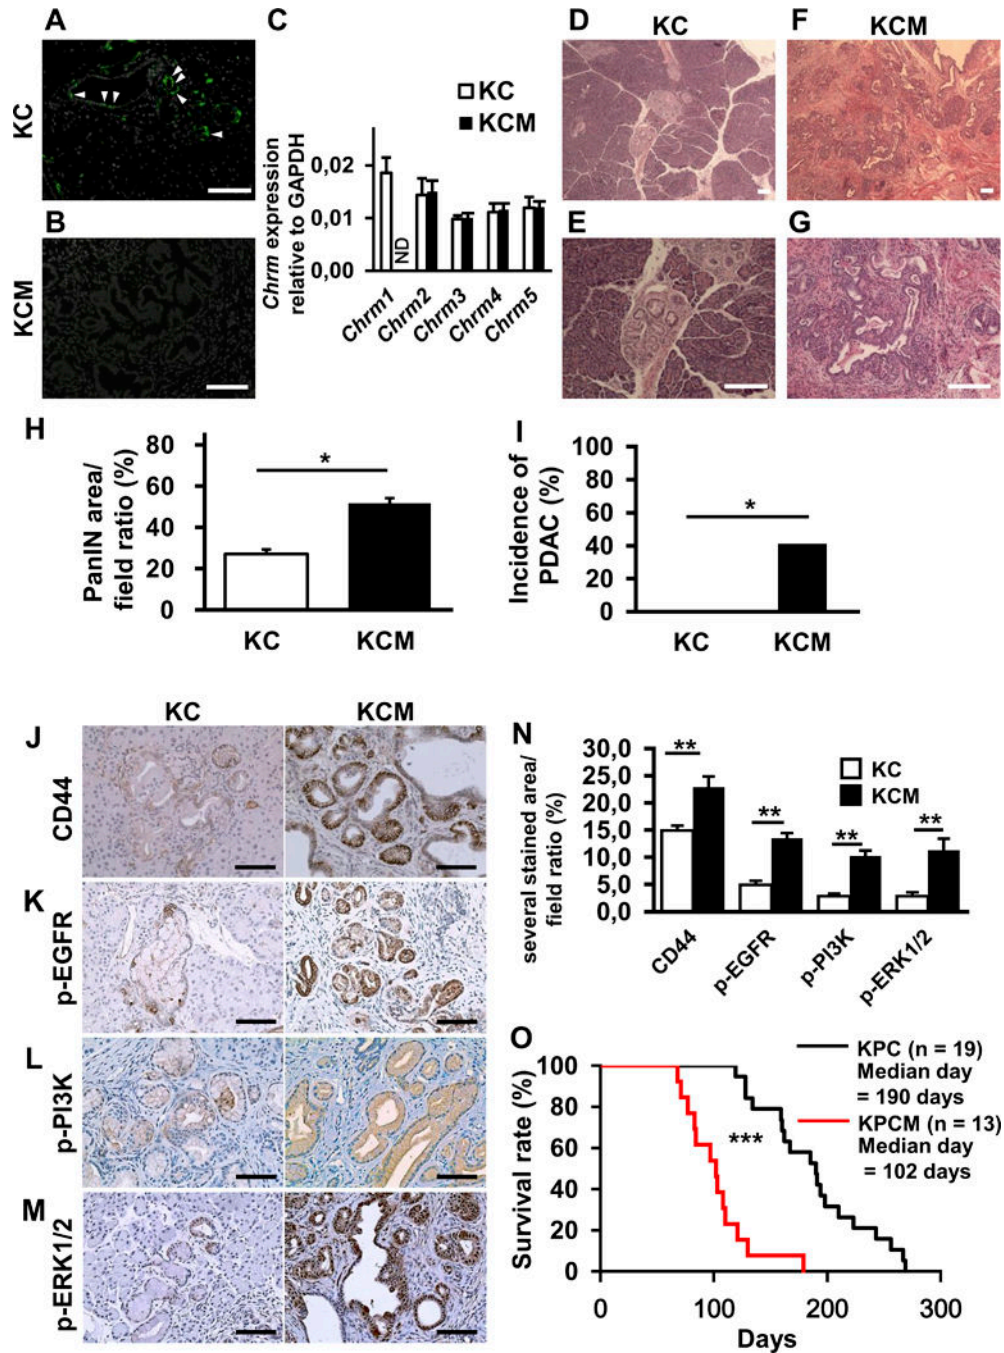 A
KC
B
KCM
C
KC
KCM
Chrm expression
relative to GAPDH
0,02
0,01
0,00
ND
Chrm1
Chrm2
Chrm3
Chrm4
Chrm5
D
KC
E
F
KCM
G
H
PanIN area/
field ratio (%)
80
60
40
20
0
*
KC
KCM
I
Incidence of
PDAC (%)
100
80
60
40
20
0
*
KC
KCM
KC
KCM
J
CD44
K
p-EGFR
L
p-PI3K
M
p-ERK1/2
N
several stained area/
field ratio (%)
30,0
25,0
20,0
15,0
10,0
5,0
0,0
**
**
**
**
KC
KCM
CD44
p-EGFR
p-PI3K
p-ERK1/2
O
Survival rate (%)
100
80
60
40
20
0
***
KPC (n = 19)
Median day
= 190 days
KPCM (n = 13)
Median day
= 102 days
0
100
200
300
Days